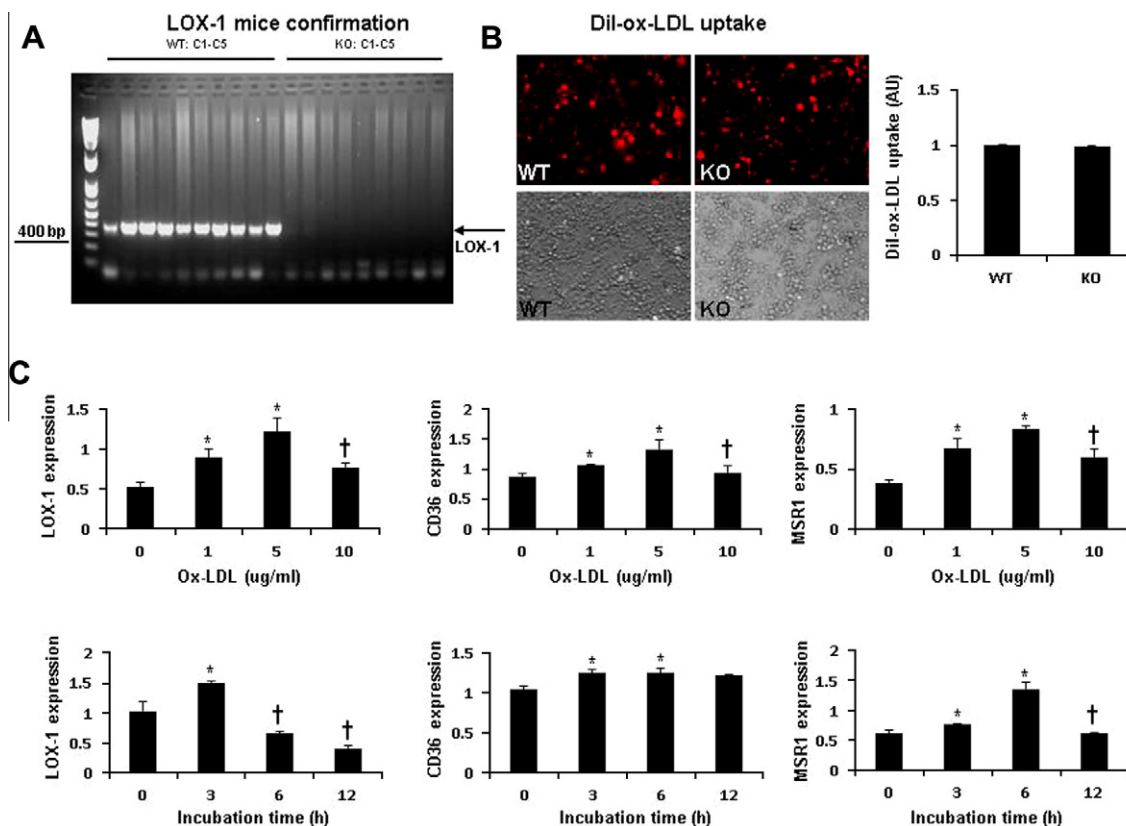 A
LOX-1 mice confirmation
WT: C1-C5
KO: C1-C5
400 bp
LOX-1
B
Dil-ox-LDL uptake
WT
KO
WT
KO
Dil-ox-LDL uptake (AU)
1.5
1
0.5
0
WT
KO
C
LOX-1 expression
1.5
1
0.5
0
*
*
†
0
1
5
10
Ox-LDL (ug/ml)
CD36 expression
2
1.5
1
0.5
0
*
*
†
0
1
5
10
Ox-LDL (ug/ml)
MSR1 expression
1
0.5
0
*
*
†
0
1
5
10
Ox-LDL (ug/ml)
LOX-1 expression
2
1.5
1
0.5
0
*
†
†
0
3
6
12
Incubation time (h)
CD36 expression
1.5
1
0.5
0
*
*
0
3
6
12
Incubation time (h)
MSR1 expression
2
1.5
1
0.5
0
*
*
†
0
3
6
12
Incubation time (h)